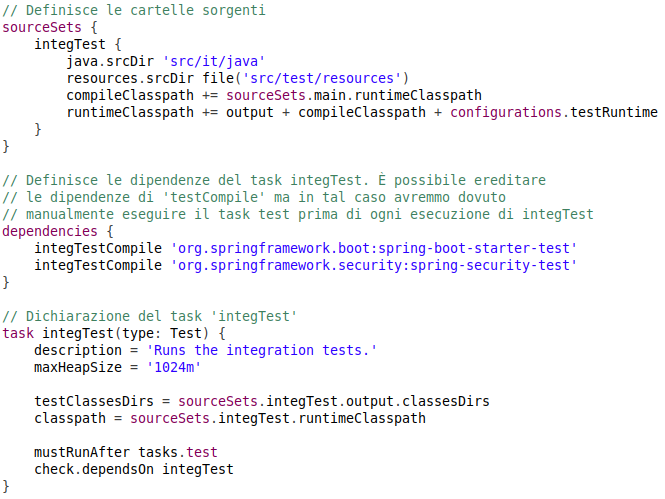 // Definisce le cartelle sorgenti
sourceSets {
    integTest {
        java.srcDir 'src/it/java'
        resources.srcDir file('src/test/resources')
        compileClasspath += sourceSets.main.runtimeClasspath
        runtimeClasspath += output + compileClasspath + configurations.testRuntime
    }
}

// Definisce le dipendenze del task integTest. È possibile ereditare
// le dipendenze di 'testCompile' ma in tal caso avremmo dovuto
// manualmente eseguire il task test prima di ogni esecuzione di integTest
dependencies {
    integTestCompile 'org.springframework.boot:spring-boot-starter-test'
    integTestCompile 'org.springframework.security:spring-security-test'
}

// Dichiarazione del task 'integTest'
task integTest(type: Test) {
    description = 'Runs the integration tests.'
    maxHeapSize = '1024m'

    testClassesDirs = sourceSets.integTest.output.classesDirs
    classpath = sourceSets.integTest.runtimeClasspath

    mustRunAfter tasks.test
    check.dependsOn integTest
}